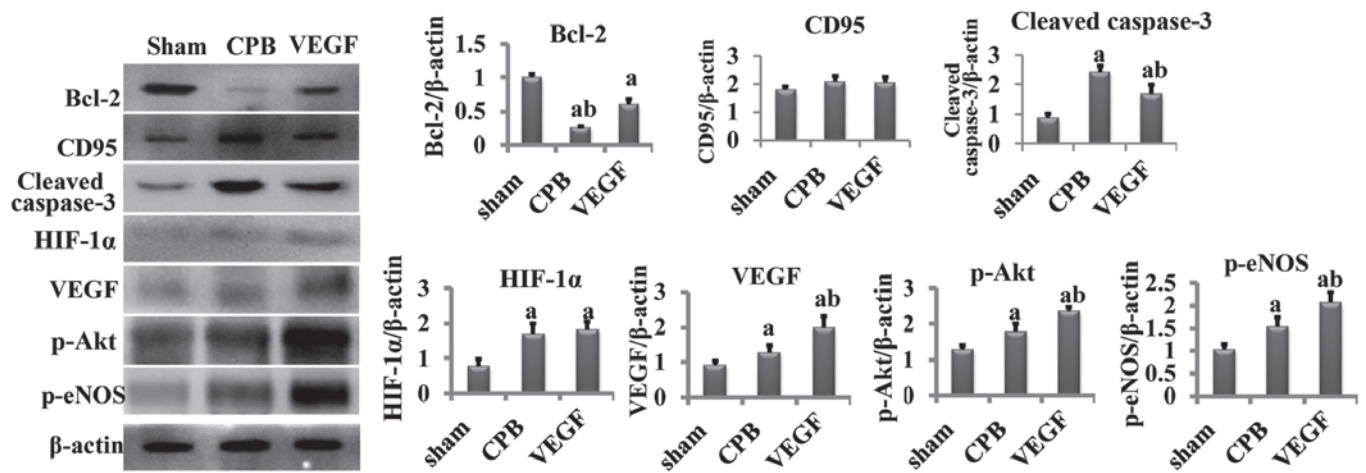 Sham CPB VEGF
Bcl-2
CD95
Cleaved
caspase-3
HIF-1α
VEGF
p-Akt
p-eNOS
β-actin
Bcl-2
Bcl-2/β-actin
1.5
1
0.5
0
ab
a
sham
CPB
VEGF
CD95
CD95/β-actin
3
2
1
0
sham
CPB
VEGF
Cleaved caspase-3
Cleaved
caspase-3/β-actin
3
2
1
0
a
ab
sham
CPB
VEGF
HIF-1α
HIF-1α/β-actin
3
2
1
0
a
a
sham
CPB
VEGF
VEGF
VEGF/β-actin
3
2
1
0
a
ab
sham
CPB
VEGF
p-Akt
p-Akt/β-actin
3
2
1
0
a
ab
sham
CPB
VEGF
p-eNOS
p-eNOS/β-actin
2.5
2
1.5
1
0.5
0
a
ab
sham
CPB
VEGF